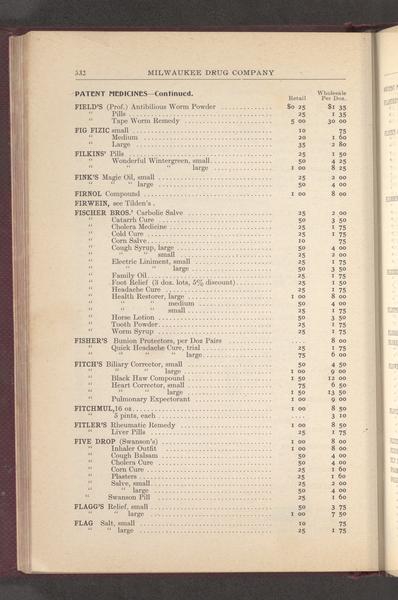 532 MILWAUKEE DRUG COMPANY
PATENT MEDICINES—Continued. Retail Wholesale Per Doz.
FIELD'S (Prof.) Antibilious Worm Powder $0 25 $1 35
" Pills 25 1 35
" Tape Worm Remedy 5 00 30 00
FIG FIZIC small 10 75
" Medium 20 1 60
" Large 35 2 80
FILKINS' Pills 25 1 50
" Wonderful Wintergreen, small 50 4 25
" " " large 1 00 8 25
FINK'S Magic Oil, small 25 2 00
" " " large 50 4 00
FIRNOL Compound 1 00 8 00
FIRWEIN, see Tilden's.
FISCHER BROS.' Carbolic Salve 25 2 00
" Catarrh Cure 50 3 50
" Cholera Medicine 25 1 75
" Cold Cure 25 1 75
" Corn Salve 10 75
" Cough Syrup, large 50 4 00
" " " small 25 2 00
" Electric Liniment, small 25 1 75
" " " large 50 3 50
" Family Oil 25 1 75
" Foot Relief (3 doz. lots, 5% discount) 25 1 50
" Headache Cure 25 1 75
" Health Restorer, large 1 00 8 00
" " " medium 50 4 00
" " " small 25 1 75
" Horse Lotion 50 3 50
" Tooth Powder 25 1 75
" Worm Syrup 25 1 75
FISHER'S Bunion Protectors, per Doz Pairs 8 00
" Quick Headache Cure, trial 25 1 75
" " " " large 75 6 00
FITCH'S Biliary Corrector, small 50 4 50
" " " large 1 00 9 00
" Black Haw Compound 1 50 12 00
" Heart Corrector, small 75 6 50
" " " large 1 50 13 50
" Pulmonary Expectorant 1 00 9 00
FITCHMUL, 16 oz 1 00 8 50
" 5 pints, each 3 10
FITLER'S Rheumatic Remedy 1 00 8 50
" Liver Pills 25 1 75
FIVE DROP (Swanson's) 1 00 8 00
" Inhaler Outfit 1 00 8 00
" Cough Balsam 50 4 00
" Cholera Cure 50 4 00
" Corn Cure 25 1 60
" Plasters 25 1 60
" Salve, small 25 2 00
" " large 50 4 00
" Swanson Pill 25 1 60
FLAGG'S Relief, small 50 3 75
" " large 1 00 7 50
FLAG Salt, small 10 75
" " large 25 1 75